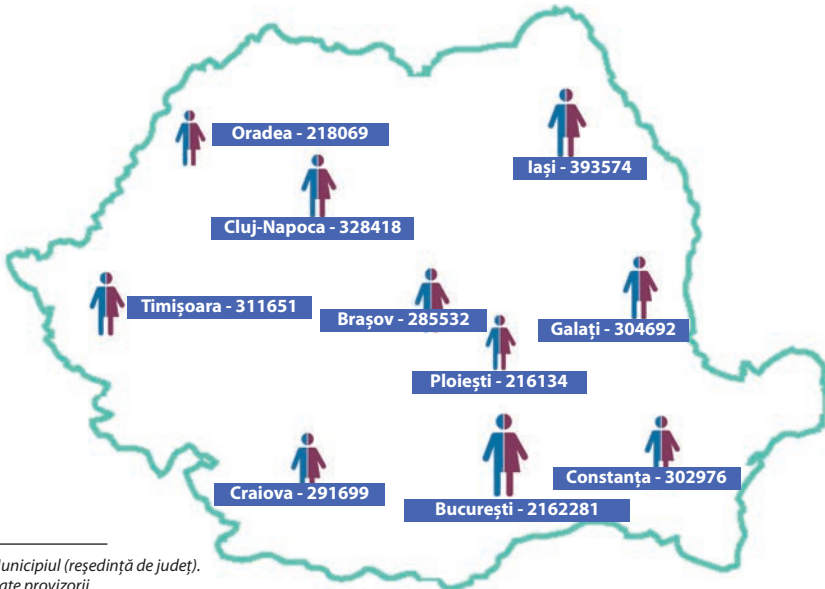 Oradea - 218069
Iași - 393574
Cluj-Napoca - 328418
Timișoara - 311651
Brașov - 285532
Galați - 304692
Ploiești - 216134
Constanța - 302976
Craiova - 291699
București - 2162281
(reședință de județ).
provizorii